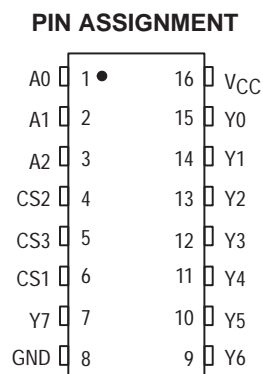 PIN ASSIGNMENT
A0 1 16 VCC
A1 2 15 Y0
A2 3 14 Y1
CS2 4 13 Y2
CS3 5 12 Y3
CS1 6 11 Y4
Y7 7 10 Y5
GND 8 9 Y6